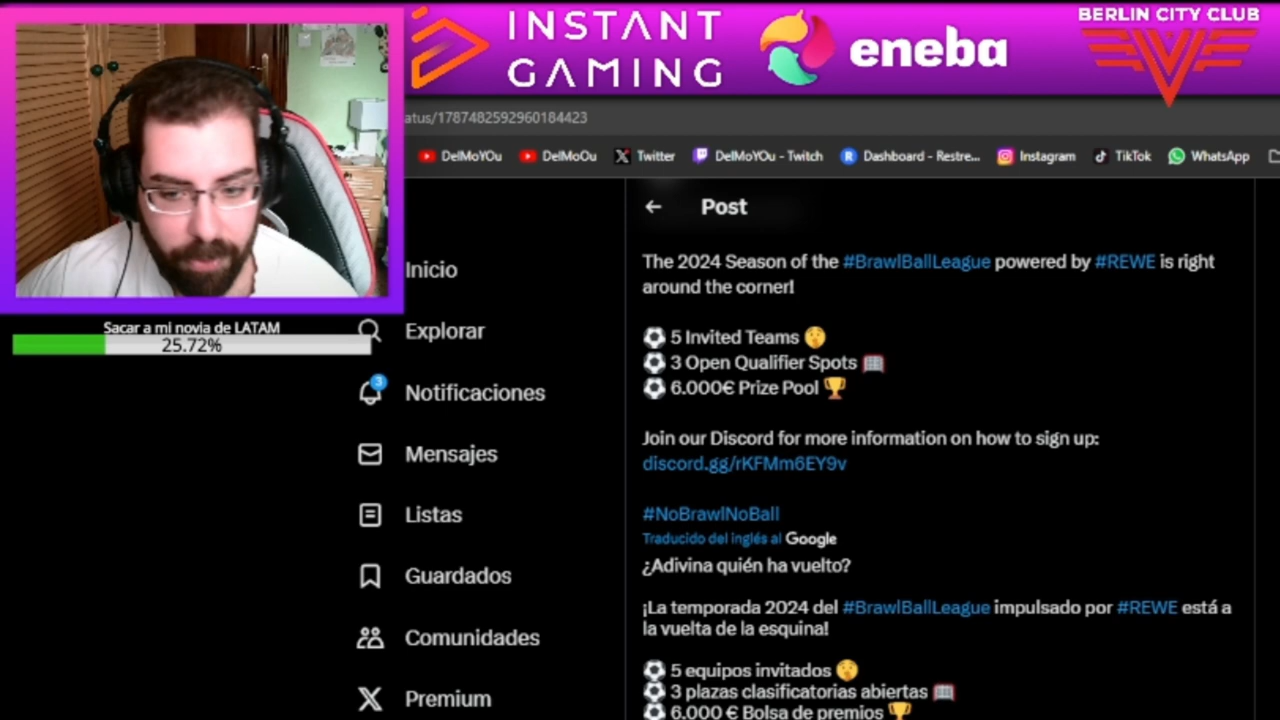 INSTANT
GAMING
eneba
BERLIN CITY CLUB
atus/1787482592960184423
DelMoYOu
DelMoOu
Twitter
DelMoYOu - Twitch
Dashboard - Restre...
Instagram
TikTok
WhatsApp
Sacar a mi novia de LATAM
25.72%
Inicio
Explorar
3
Notificaciones
Mensajes
Listas
Guardados
Comunidades
Premium
Post
The 2024 Season of the #BrawlBallLeague powered by #REWE is right
around the corner!
5 Invited Teams
3 Open Qualifier Spots
6.000€ Prize Pool
Join our Discord for more information on how to sign up:
discord.gg/rKFMm6EY9v
#NoBrawlNoBall
Traducido del inglés al Google
¿Adivina quién ha vuelto?
¡La temporada 2024 del #BrawlBallLeague impulsado por #REWE está a
la vuelta de la esquina!
5 equipos invitados
3 plazas clasificatorias abiertas
6.000 € Bolsa de premios